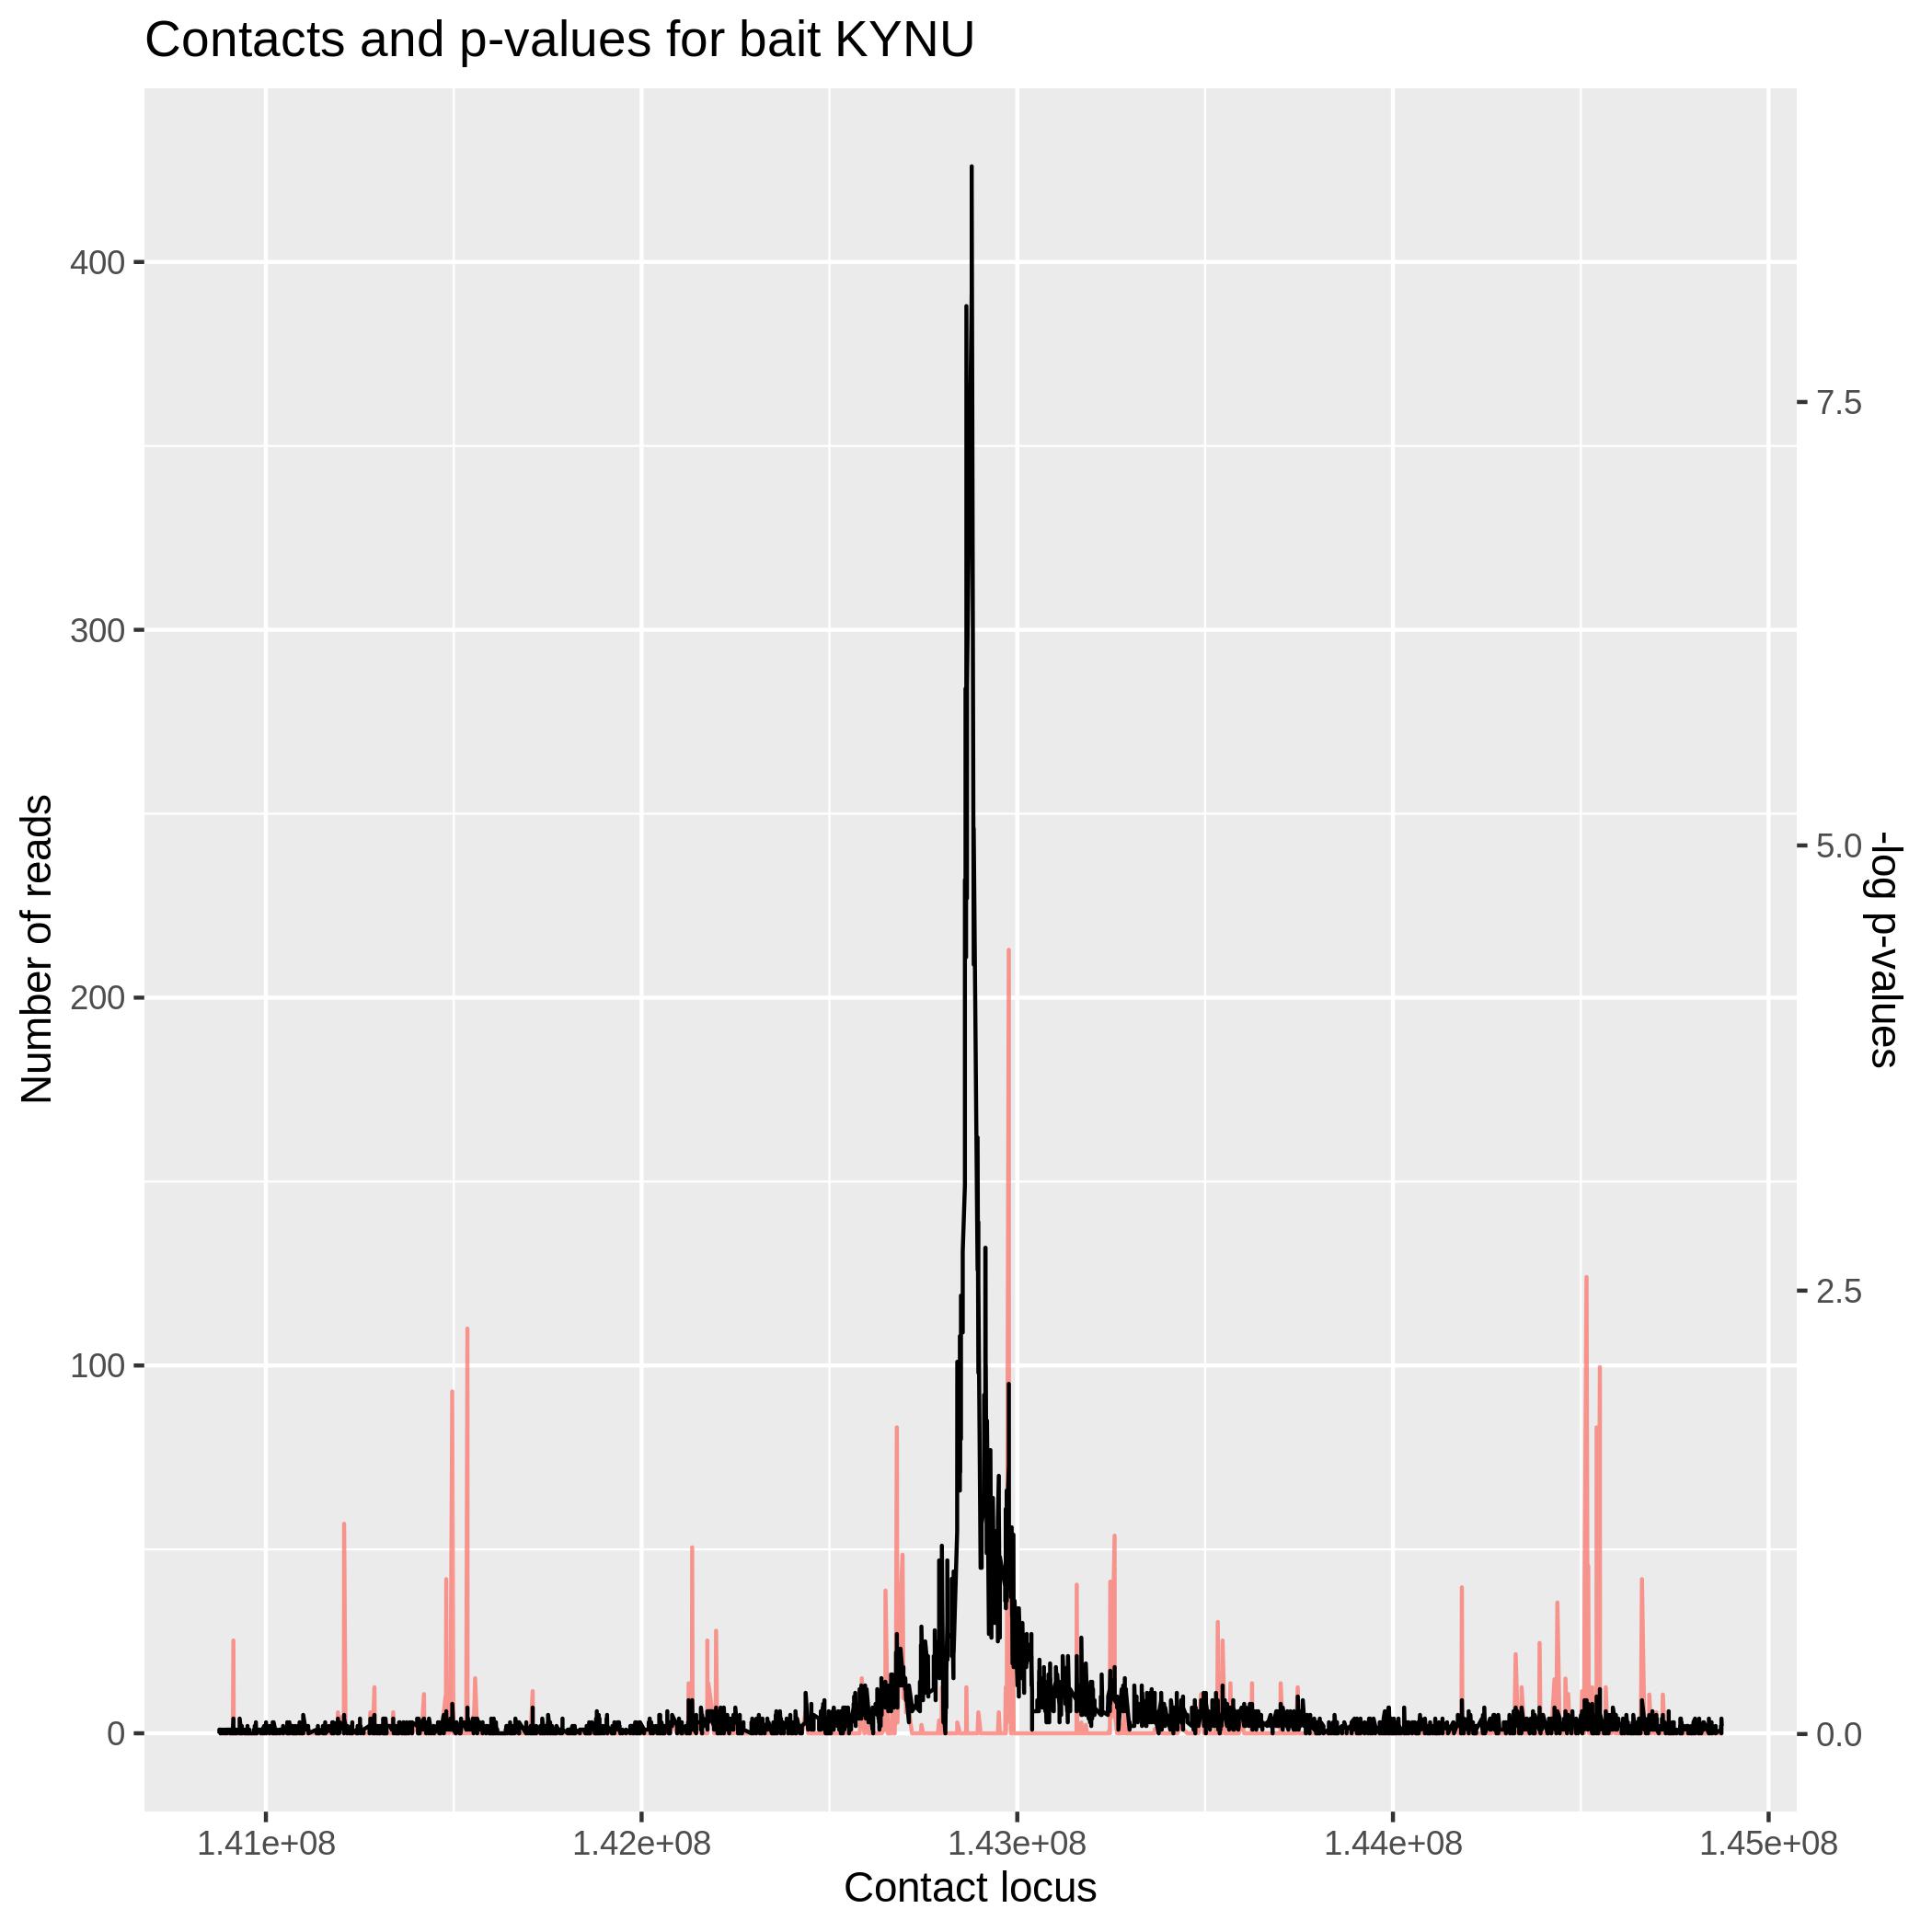 Contacts and p-values for bait KYNU
400
300
200
100
0
Number of reads
7.5
5.0
2.5
0.0
-log p-values
1.41e+08
1.42e+08
1.43e+08
1.44e+08
1.45e+08
Contact locus